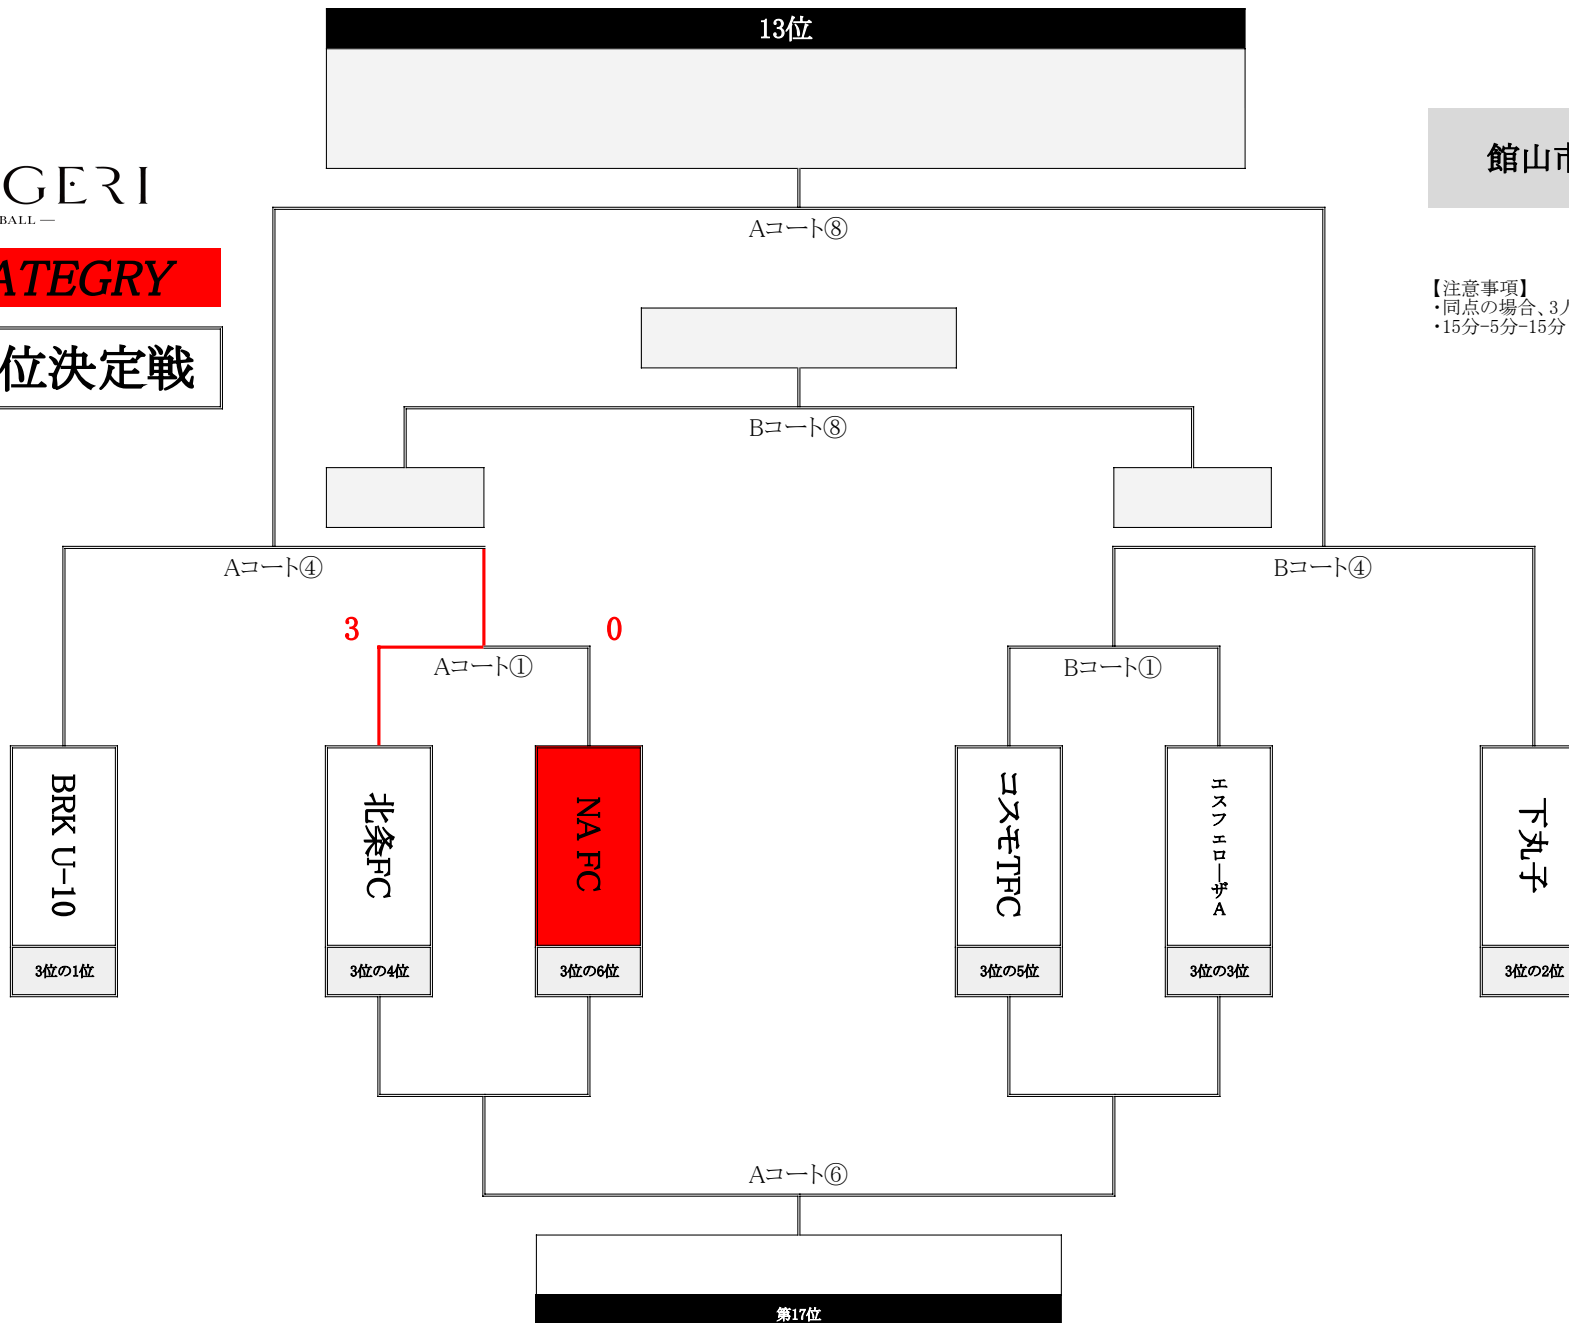 13位
館山市
GERI
BALL —
Aコート⑧
ATEGRY
【注意事項】
・同点の場合、3人
・15分-5分-15分
位決定戦
Bコート⑧
Aコート④
Bコート④
3
0
Aコート①
Bコート①
BRK U-10
北条FC
NA FC
コスモTFC
エスフエローザA
下丸子
3位の1位
3位の4位
3位の6位
3位の5位
3位の3位
3位の2位
Aコート⑥
第17位